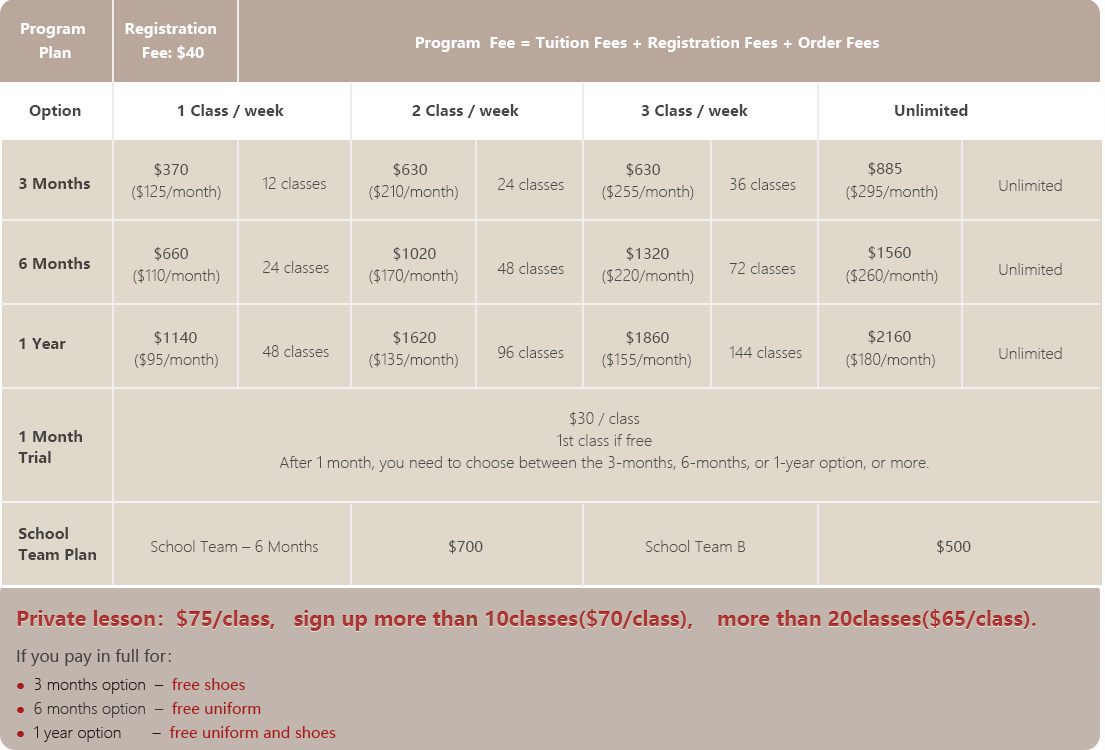 Program Plan
Registration Fee: $40
Program Fee = Tuition Fees + Registration Fees + Order Fees
Option
1 Class / week
2 Class / week
3 Class / week
Unlimited
3 Months
$370
($125/month)
12 classes
$630
($210/month)
24 classes
$630
($255/month)
36 classes
$885
($295/month)
Unlimited
6 Months
$660
($110/month)
24 classes
$1020
($170/month)
48 classes
$1320
($220/month)
72 classes
$1560
($260/month)
Unlimited
1 Year
$1140
($95/month)
48 classes
$1620
($135/month)
96 classes
$1860
($155/month)
144 classes
$2160
($180/month)
Unlimited
1 Month
Trial
$30 / class
1st class if free
After 1 month, you need to choose between the 3-months, 6-months, or 1-year option, or more.
School
Team Plan
School Team – 6 Months
$700
School Team B
$500
Private lesson: $75/class, sign up more than 10classes($70/class), more than 20classes($65/class).
If you pay in full for:
• 3 months option – free shoes
• 6 months option – free uniform
• 1 year option – free uniform and shoes